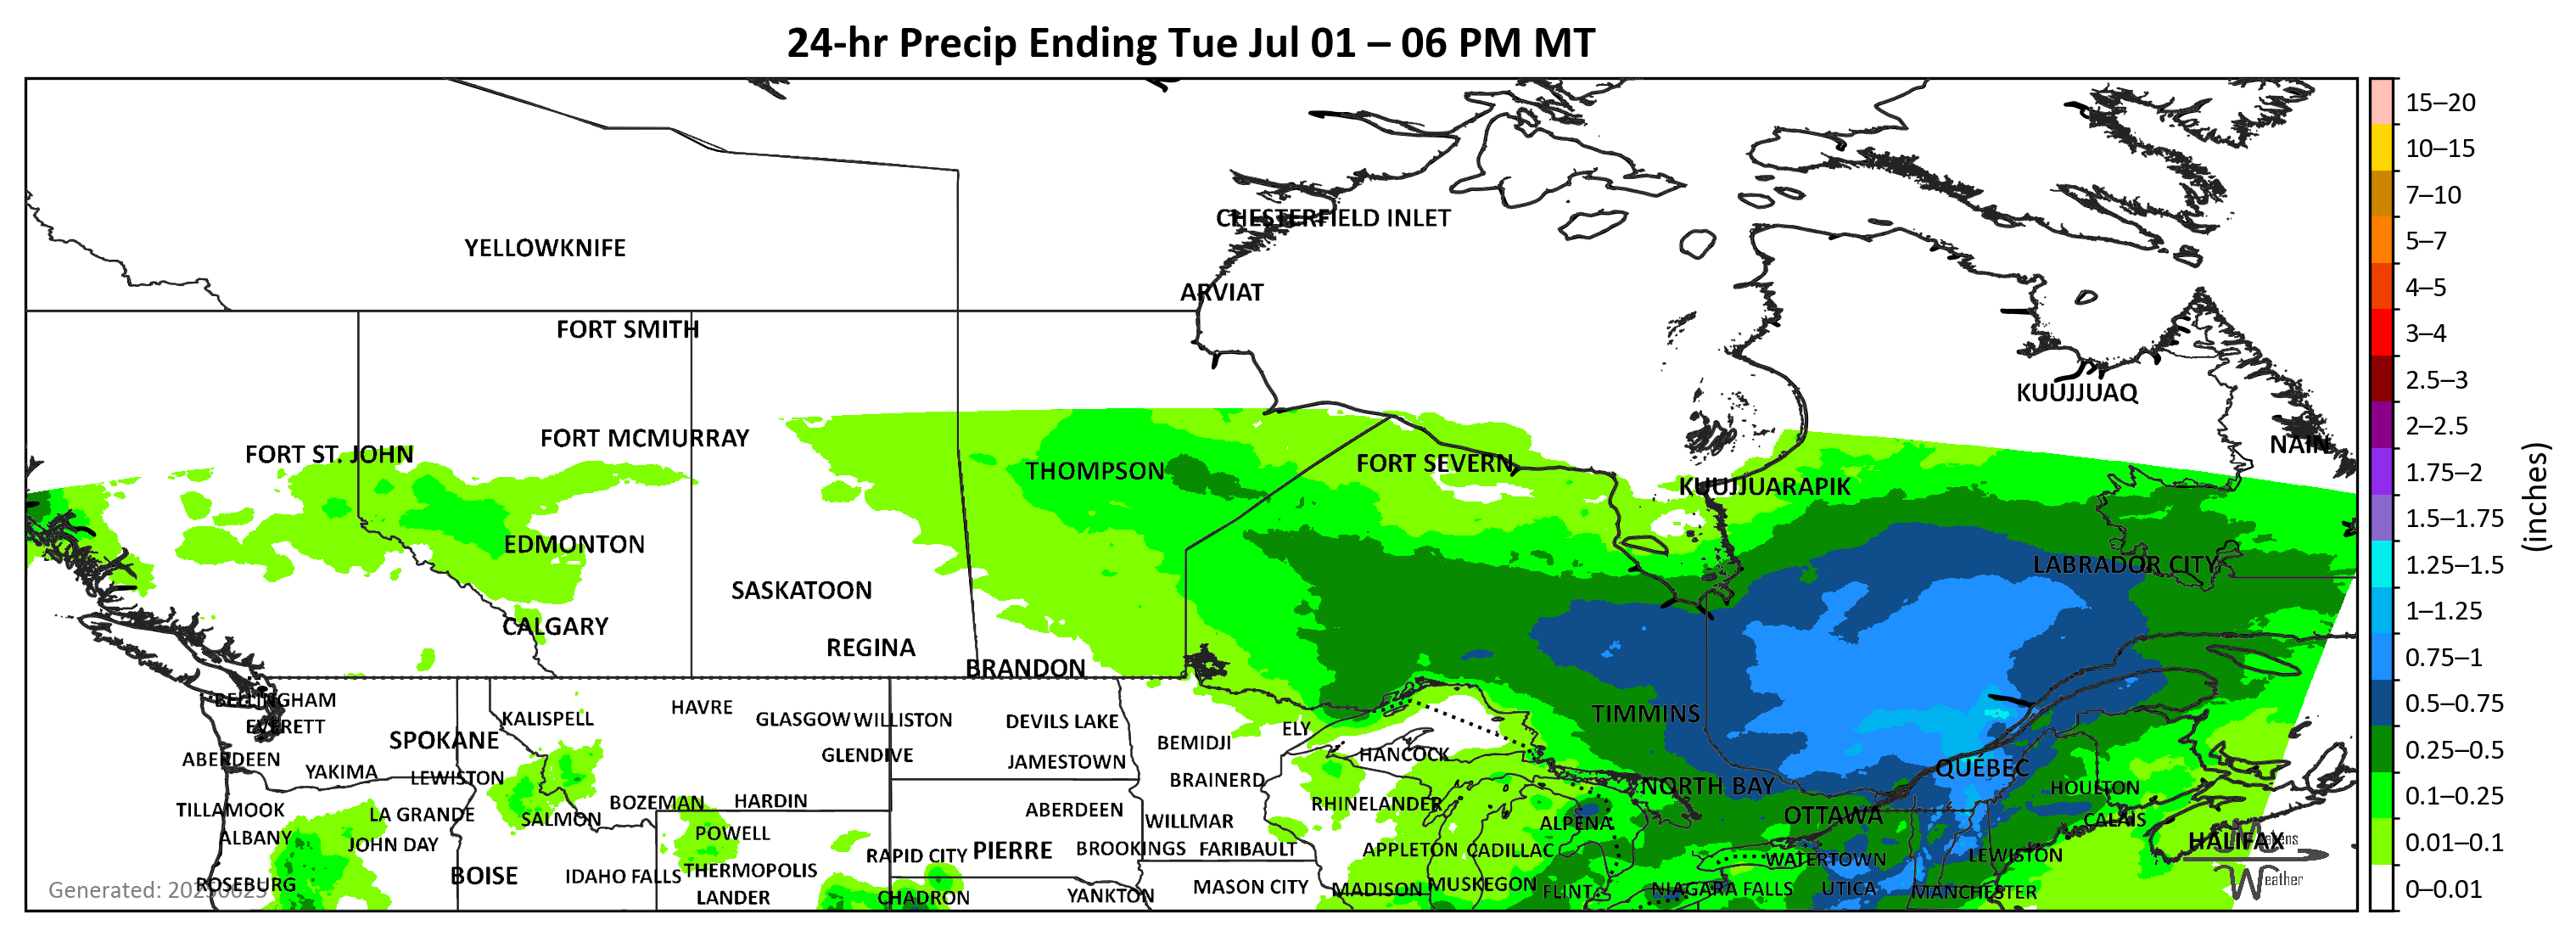 24-hr Precip Ending Tue Jul 01 – 06 PM MT
15–20
10–15
7–10
5–7
4–5
3–4
2.5–3
2–2.5
1.75–2
1.5–1.75
1.25–1.5
1–1.25
0.75–1
0.5–0.75
0.25–0.5
0.1–0.25
0.01–0.1
0–0.01
(inches)
CHESTERFIELD INLET
YELLOWKNIFE
ARVIAT
FORT SMITH
KUUJJUAQ
FORT MCMURRAY
NAIN
FORT ST. JOHN
THOMPSON
FORT SEVERN
KUUJJUARAPIK
EDMONTON
LABRADOR CITY
SASKATOON
CALGARY
REGINA
BRANDON
BELLINGHAM
KALISPELL
HAVRE
GLASGOW
WILLISTON
DEVILS LAKE
TIMMINS
EVERETT
ELY
SPOKANE
BEMIDJI
ABERDEEN
GLENDIVE
JAMESTOWN
HANCOCK
QUÉBEC
YAKIMA
LEWISTON
BRAINERD
NORTH BAY
HOULTON
TILLAMOOK
LA GRANDE
BOZEMAN
HARDIN
ABERDEEN
RHINELANDER
OTTAWA
SALMON
WILLMAR
ALPENA
CALAIS
ALBANY
JOHN DAY
POWELL
RAPID CITY
PIERRE
BROOKINGS
FARIBAULT
APPLETON
CADILLAC
WATERTOWN
LEWISTON
HALIFAX
BOISE
IDAHO FALLS
THERMOPOLIS
ROSEBURG
LANDER
CHADRON
YANKTON
MASON CITY
MADISON
MUSKEGON
FLINT
NIAGARA FALLS
UTICA
MANCHESTER
Generated:
Weather